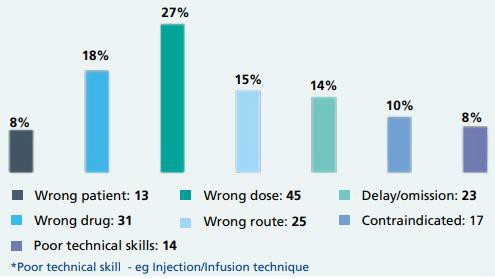 27%
18%
15%
14%
10%
8%
8%
Wrong patient: 13
Wrong dose: 45
Delay/omission: 23
Wrong drug: 31
Wrong route: 25
Contraindicated: 17
Poor technical skills: 14
*Poor technical skill - eg Injection/Infusion technique